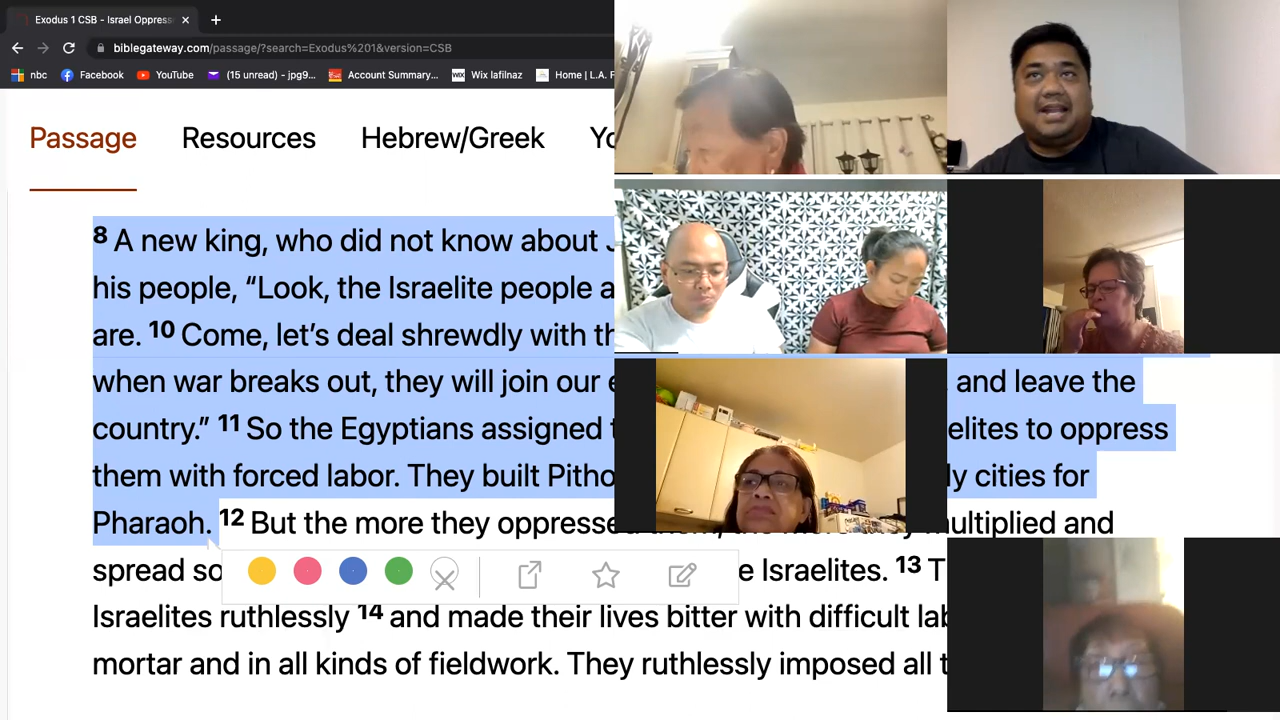 Exodus 1 CSB - Israel Oppress
biblegateway.com/passage/?search=Exodus%201&version=CSB
nbc Facebook YouTube (15 unread) - jpg9... Account Summary... Wix lafilnaz Home | L.A. F
Passage Resources Hebrew/Greek Yo
8 A new king, who did not know about
his people, “Look, the Israelite people a
are. 10 Come, let’s deal shrewdly with th
when war breaks out, they will join our e and leave the
country.” 11 So the Egyptians assigned t elites to oppress
them with forced labor. They built Pitho ly cities for
Pharaoh. 12 But the more they oppressed them, the more they multiplied and
spread so e Israelites. 13 T
Israelites ruthlessly 14 and made their lives bitter with difficult lab
mortar and in all kinds of fieldwork. They ruthlessly imposed all t